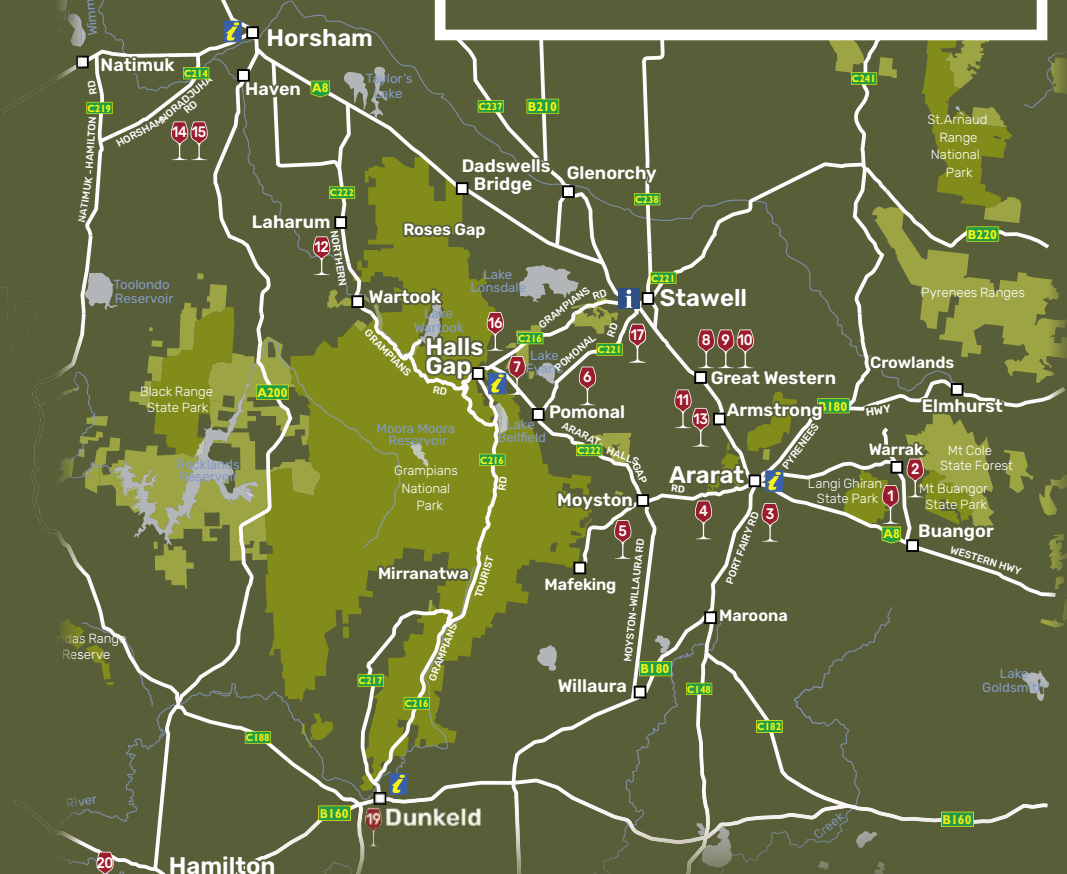 Horsham
Natimuk
C214
Haven
A8
Taylor's
Lake
C219
RD
HORSHAM
NORADJUHA
RD
14
15
NATIMUK - HAMILTON
C237
B210
C241
St.Arnaud
Range
National
Park
Dadswells
Bridge
Glenorchy
C222
C238
Laharum
12
NORTHERN
Roses Gap
B220
Toolondo
Reservoir
Lake
Lonsdale
C221
Wartook
Stawell
Pyrenees Ranges
GRAMPIANS RD
Lake
Wartook
16
C216
17
POMONAL RD
C221
8
9
10
Halls
Gap
GRAMPIANS
RD
7
Lake
6
Great Western
Crowlands
Elmhurst
Black Range
State Park
A200
11
13
Armstrong
B180
HWY
Pomonal
Lake
Bellfield
Moora Moora
Reservoir
ARARAT HALLS GAP
RD
C222
PYRENEES
Warrak
2
Mt Cole
State Forest
Rocklands
Reservoir
Grampians
National
Park
C216
RD
Ararat
Langi Ghiran
State Park
1
Mt Buangor
State Park
Moyston
4
3
5
A8
Buangor
WESTERN HWY
PORT FAIRY RD
Mirranatwa
TOURIST
Mafeking
MOYSTON-WILLAURA RD
Maroona
Range
Reserve
GRAMPIANS
B180
Willaura
C217
C216
C148
Lake
Goldsmith
C188
C182
River
B160
19
Dunkeld
B160
Creek
20
Hamilton